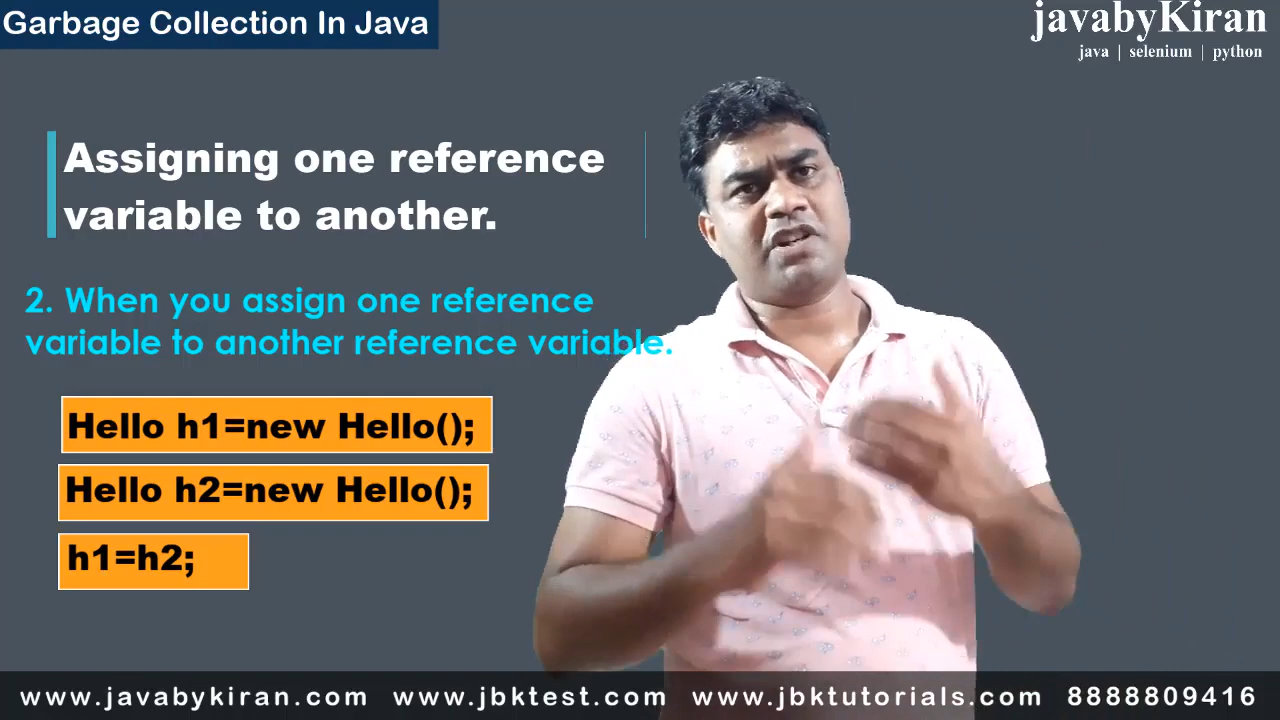 Garbage Collection In Java
javabyKiran
java | selenium | python
Assigning one reference
variable to another.
2. When you assign one reference
variable to another reference variable.
Hello h1=new Hello();
Hello h2=new Hello();
h1=h2;
www.javabykiran.com www.jbktest.com www.jbktutorials.com 8888809416